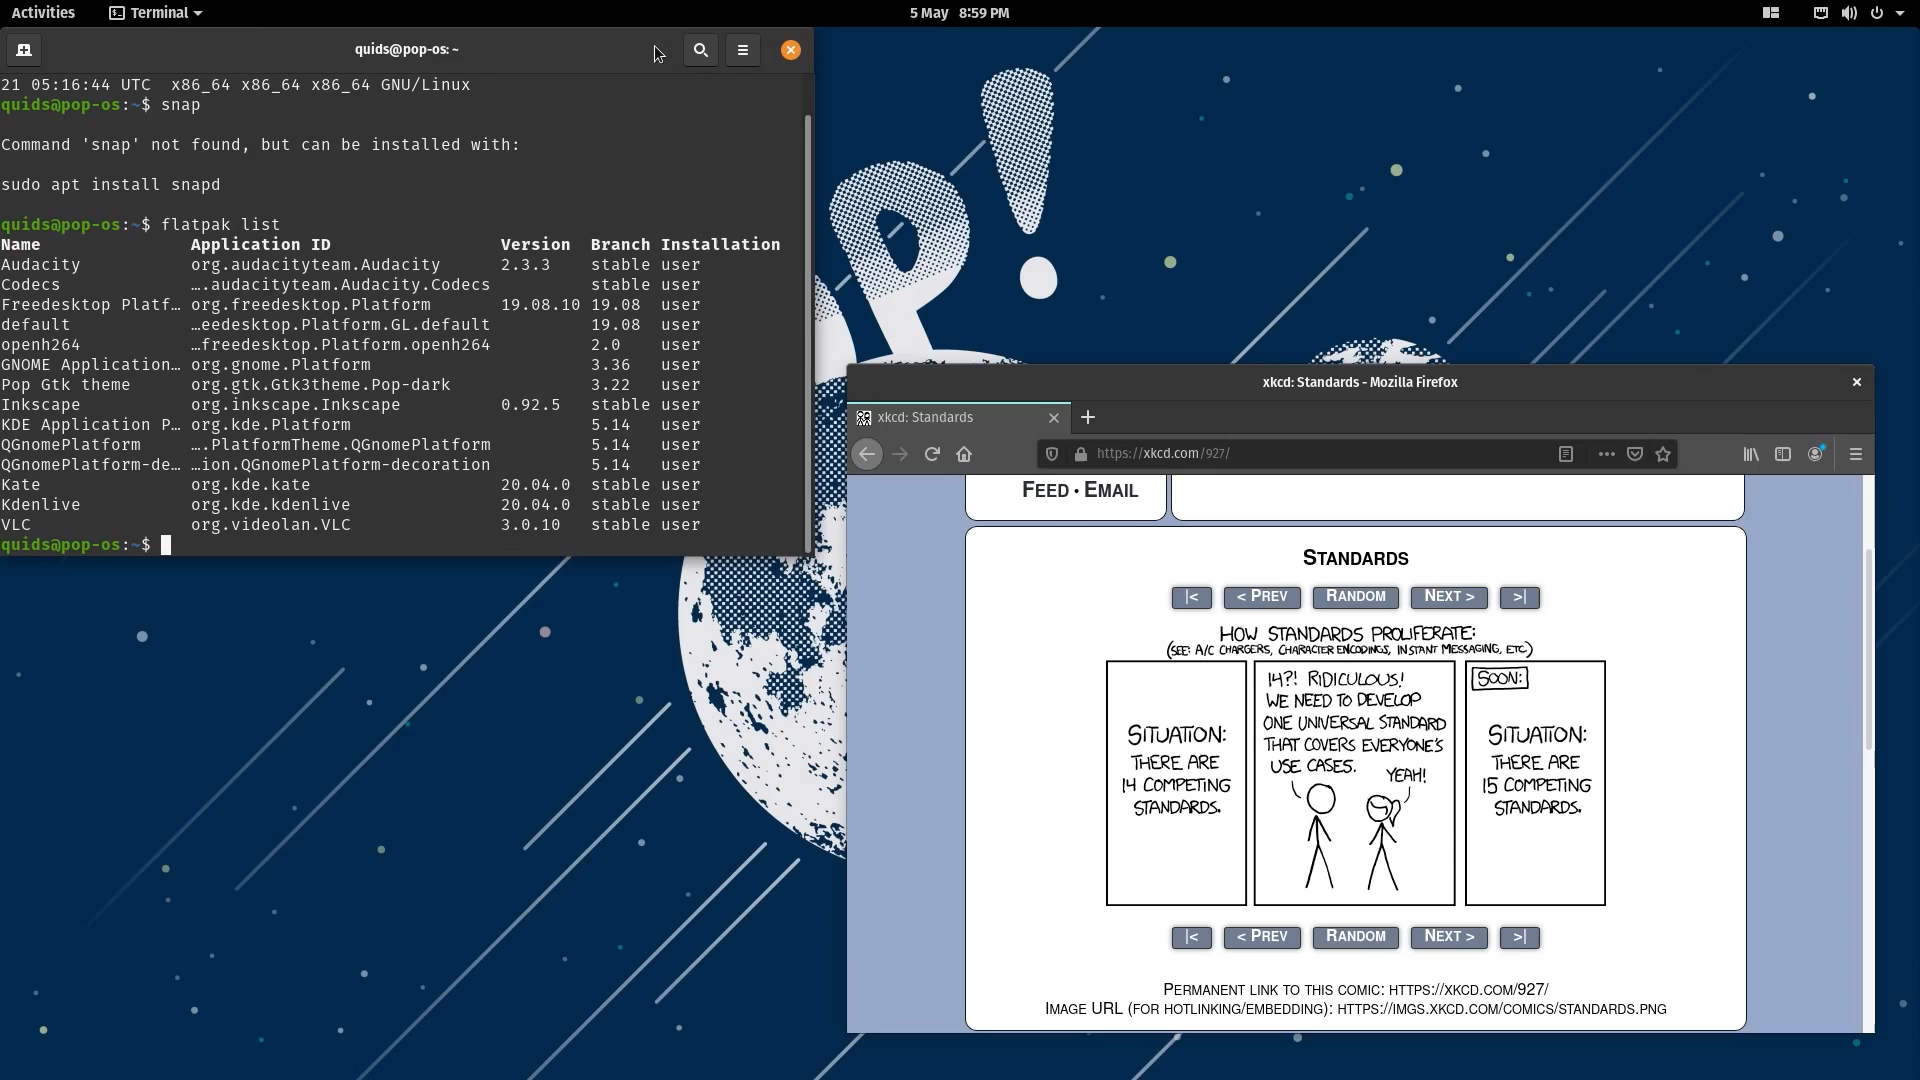 Activities Terminal 5 May 8:59 PM
quids@pop-os: ~
21 05:16:44 UTC  x86_64 x86_64 x86_64 GNU/Linux
quids@pop-os:~$ snap
Command 'snap' not found, but can be installed with:
sudo apt install snapd
quids@pop-os:~$ flatpak list
Name Application ID Version Branch Installation
Audacity org.audacityteam.Audacity 2.3.3 stable user
Codecs ….audacityteam.Audacity.Codecs stable user
Freedesktop Platf… org.freedesktop.Platform 19.08.10 19.08 user
default …eedesktop.Platform.GL.default 19.08 user
openh264 …freedesktop.Platform.openh264 2.0 user
GNOME Application… org.gnome.Platform 3.36 user
Pop Gtk theme org.gtk.Gtk3theme.Pop-dark 3.22 user
Inkscape org.inkscape.Inkscape 0.92.5 stable user
KDE Application P… org.kde.Platform 5.14 user
QGnomePlatform ….PlatformTheme.QGnomePlatform 5.14 user
QGnomePlatform-de… …ion.QGnomePlatform-decoration 5.14 user
Kate org.kde.kate 20.04.0 stable user
Kdenlive org.kde.kdenlive 20.04.0 stable user
VLC org.videolan.VLC 3.0.10 stable user
quids@pop-os:~$
P!
xkcd: Standards - Mozilla Firefox
xkcd: Standards
https://xkcd.com/927/
FEED • EMAIL
STANDARDS
|< < PREV RANDOM NEXT > >|
HOW STANDARDS PROLIFERATE:
(SEE: A/C CHARGERS, CHARACTER ENCODINGS, INSTANT MESSAGING, ETC.)
SITUATION:
THERE ARE
14 COMPETING
STANDARDS.
14?! RIDICULOUS!
WE NEED TO DEVELOP
ONE UNIVERSAL STANDARD
THAT COVERS EVERYONE'S
USE CASES.
YEAH!
SOON:
SITUATION:
THERE ARE
15 COMPETING
STANDARDS.
|< < PREV RANDOM NEXT > >|
PERMANENT LINK TO THIS COMIC: HTTPS://XKCD.COM/927/
IMAGE URL (FOR HOTLINKING/EMBEDDING): HTTPS://IMGS.XKCD.COM/COMICS/STANDARDS.PNG